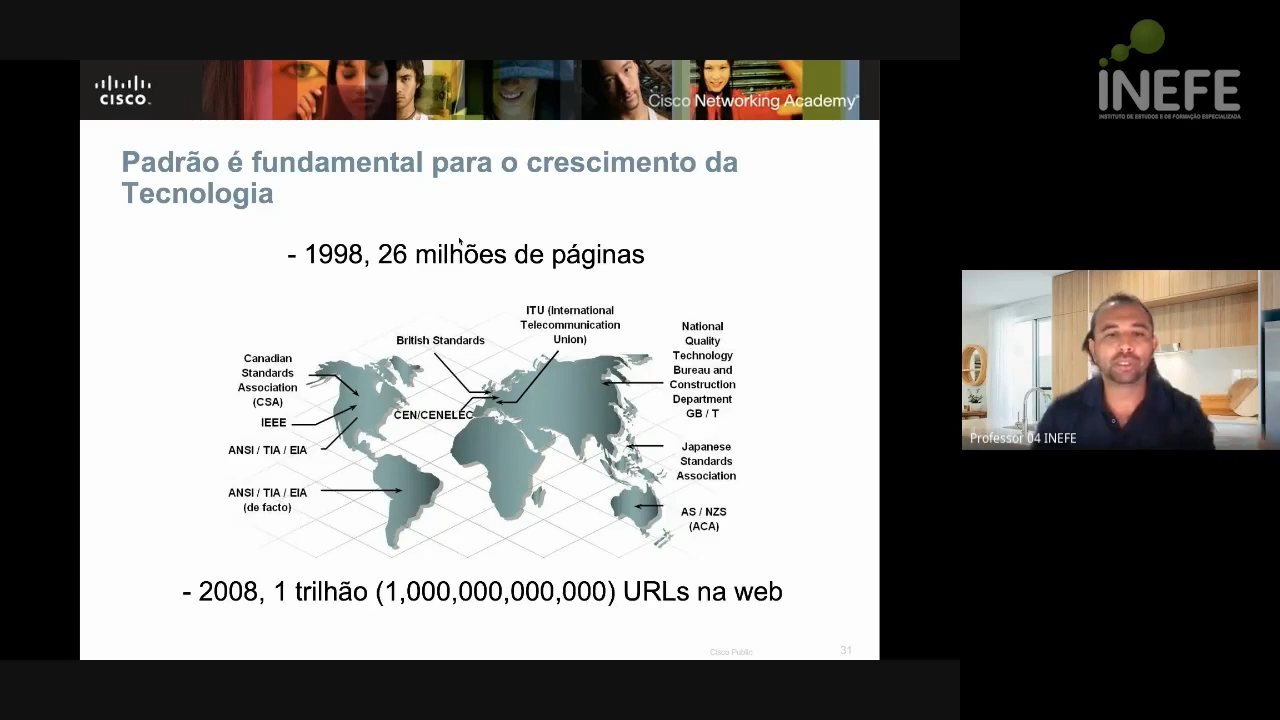 CISCO
Cisco Networking Academy
INEFE
INSTITUTO DE ESTUDOS E DE FORMAÇÃO ESPECIALIZADA
Padrão é fundamental para o crescimento da
Tecnologia
- 1998, 26 milhões de páginas
ITU (International
Telecommunication
Union)
British Standards
National
Quality
Technology
Bureau and
Construction
Department
GB / T
Canadian
Standards
Association
(CSA)
IEEE
CEN/CENELEC
ANSI / TIA / EIA
Japanese
Standards
Association
ANSI / TIA / EIA
(de facto)
AS / NZS
(ACA)
- 2008, 1 trilhão (1,000,000,000,000) URLs na web
Cisco Public
31
Professor 04 INEFE